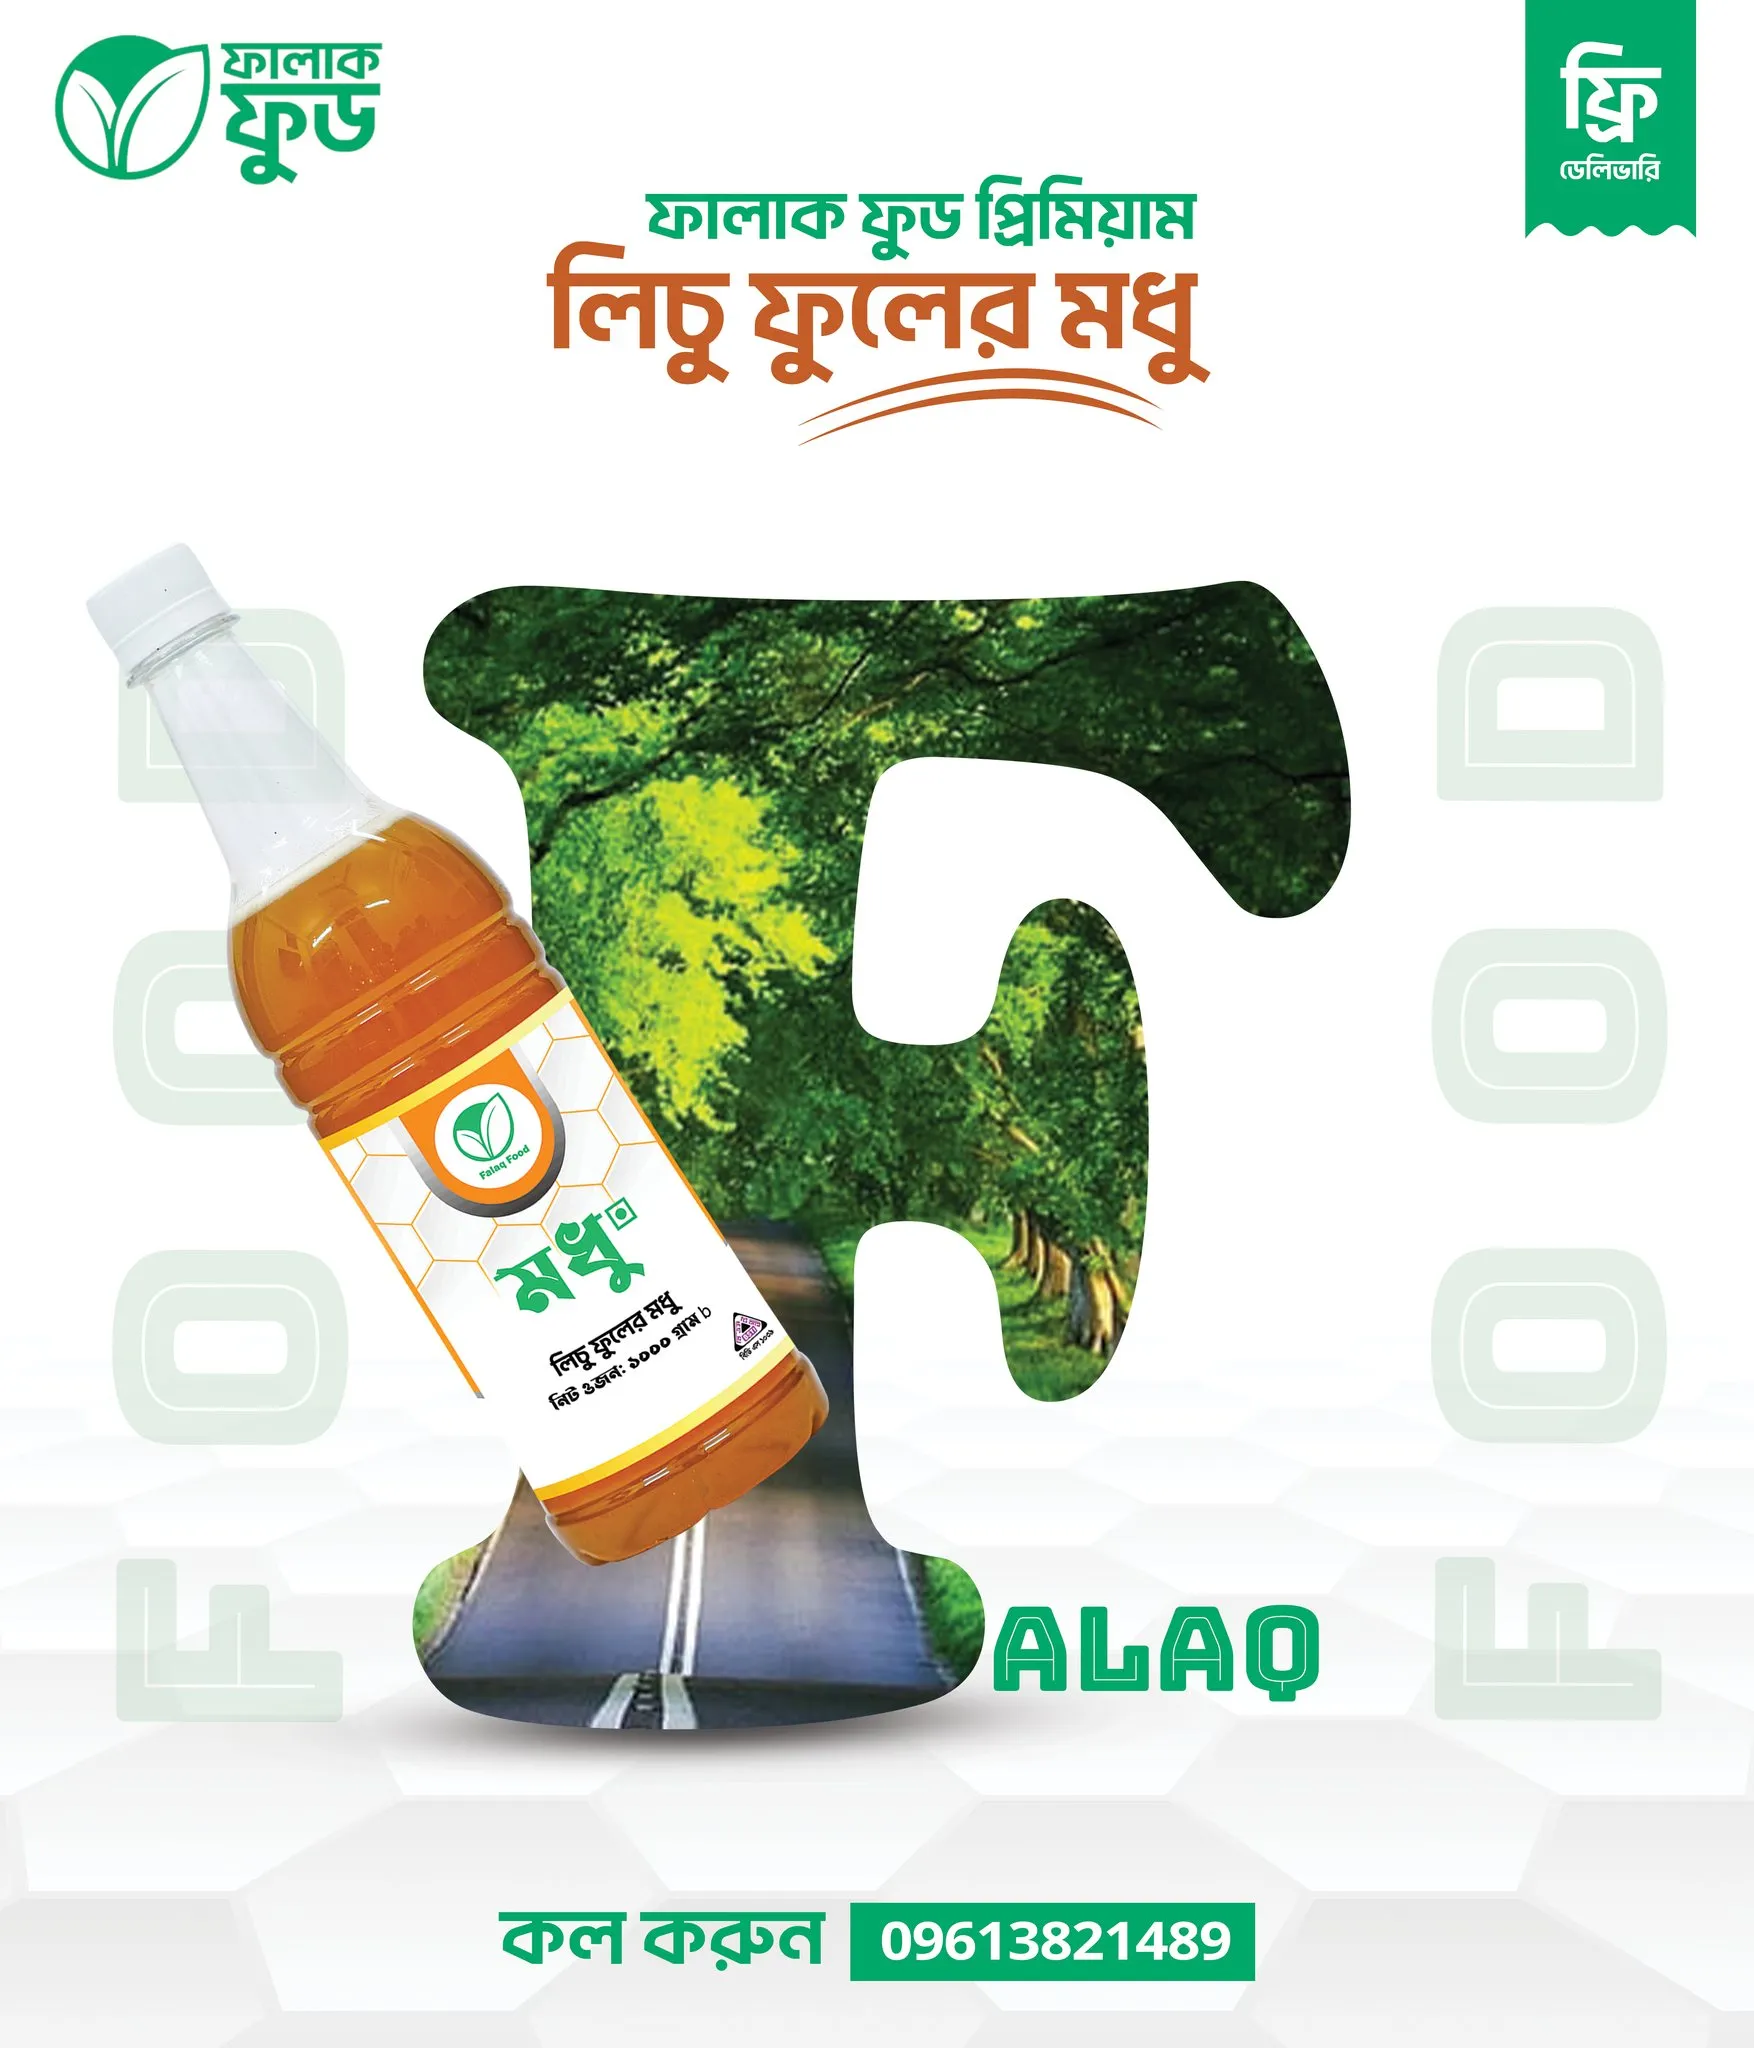 ফালাক
ফুড
ফ্রি
ডেলিভারি
ফালাক ফুড প্রিমিয়াম
লিচু ফুলের মধু
FOOD
FOOD
Falaq Food
মধু
লিচু ফুলের মধু
নিট ওজন: ১০০০ গ্রাম b
FALAQ
কল করুন 09613821489